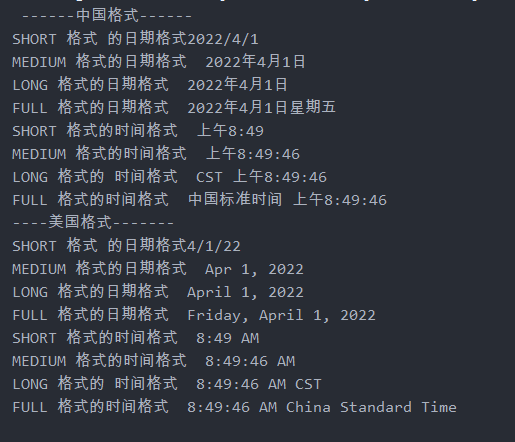 ------中国格式------
SHORT 格式 的日期格式2022/4/1
MEDIUM 格式的日期格式  2022年4月1日
LONG 格式的日期格式  2022年4月1日
FULL 格式的日期格式  2022年4月1日星期五
SHORT 格式的时间格式  上午8:49
MEDIUM 格式的时间格式  上午8:49:46
LONG 格式的 时间格式  CST 上午8:49:46
FULL 格式的时间格式  中国标准时间 上午8:49:46
----美国格式-------
SHORT 格式 的日期格式4/1/22
MEDIUM 格式的日期格式  Apr 1, 2022
LONG 格式的日期格式  April 1, 2022
FULL 格式的日期格式  Friday, April 1, 2022
SHORT 格式的时间格式  8:49 AM
MEDIUM 格式的时间格式  8:49:46 AM
LONG 格式的 时间格式  8:49:46 AM CST
FULL 格式的时间格式  8:49:46 AM China Standard Time